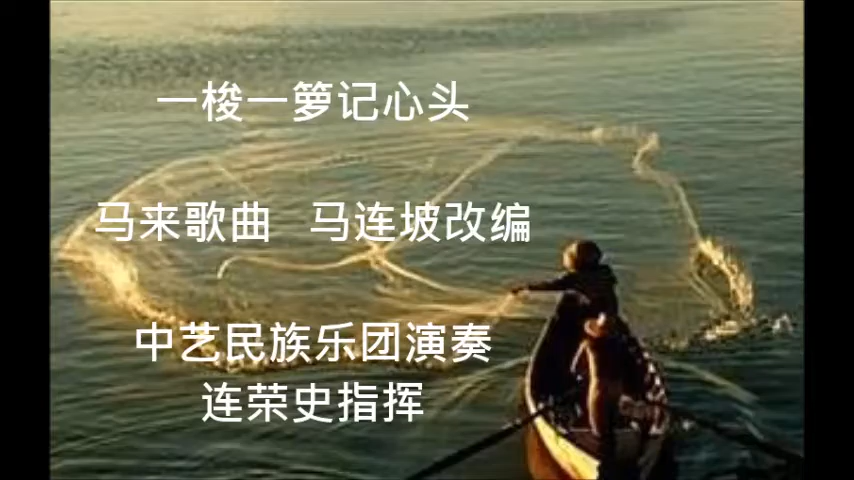 一梭一箩记心头
马来歌曲 马连坡改编
中艺民族乐团演奏
连荣史指挥